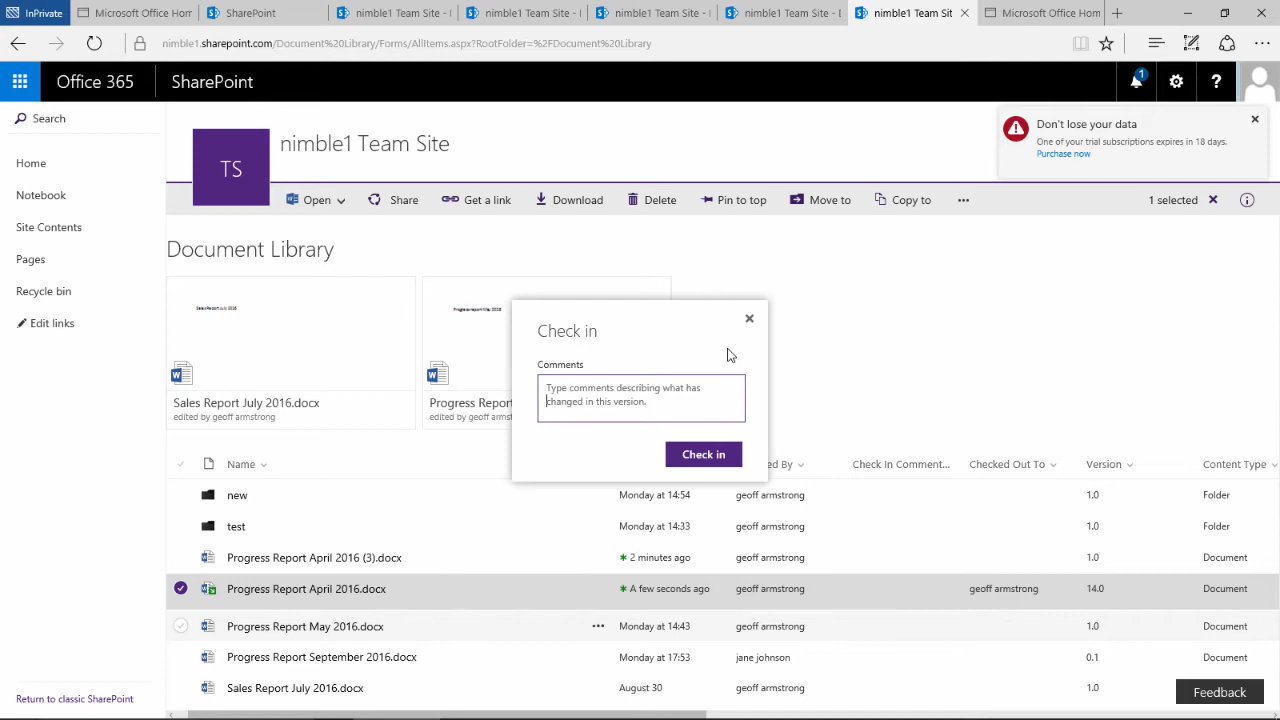 InPrivate
Microsoft Office Hom
SharePoint
nimble1 Team Site - I
nimble1 Team Site - I
nimble1 Team Site - I
nimble1 Team Site - I
nimble1 Team Sit
Microsoft Office Hom
nimble1.sharepoint.com/Document%20Library/Forms/AllItems.aspx?RootFolder=%2FDocument%20Library
Office 365
SharePoint
1
?
Search
Home
Notebook
Site Contents
Pages
Recycle bin
Edit links
Return to classic SharePoint
TS
nimble1 Team Site
Don't lose your data
One of your trial subscriptions expires in 18 days.
Purchase now
Open
Share
Get a link
Download
Delete
Pin to top
Move to
Copy to
1 selected
Document Library
Sales Report July 2016
Sales Report July 2016.docx
edited by geoff armstrong
Progress report May, 2016
Progress Report
edited by geoff armstrong
Check in
Comments
Type comments describing what has
changed in this version.
Check in
Name ed By Check In Comment... Checked Out To Version Content Type
new Monday at 14:54 geoff armstrong 1.0 Folder
test Monday at 14:33 geoff armstrong 1.0 Folder
Progress Report April 2016 (3).docx 2 minutes ago geoff armstrong 1.0 Document
Progress Report April 2016.docx A few seconds ago geoff armstrong geoff armstrong 14.0 Document
Progress Report May 2016.docx Monday at 14:43 geoff armstrong 1.0 Document
Progress Report September 2016.docx Monday at 17:53 jane johnson 0.1 Document
Sales Report July 2016.docx August 30 geoff armstrong 1.0 Document
Feedback